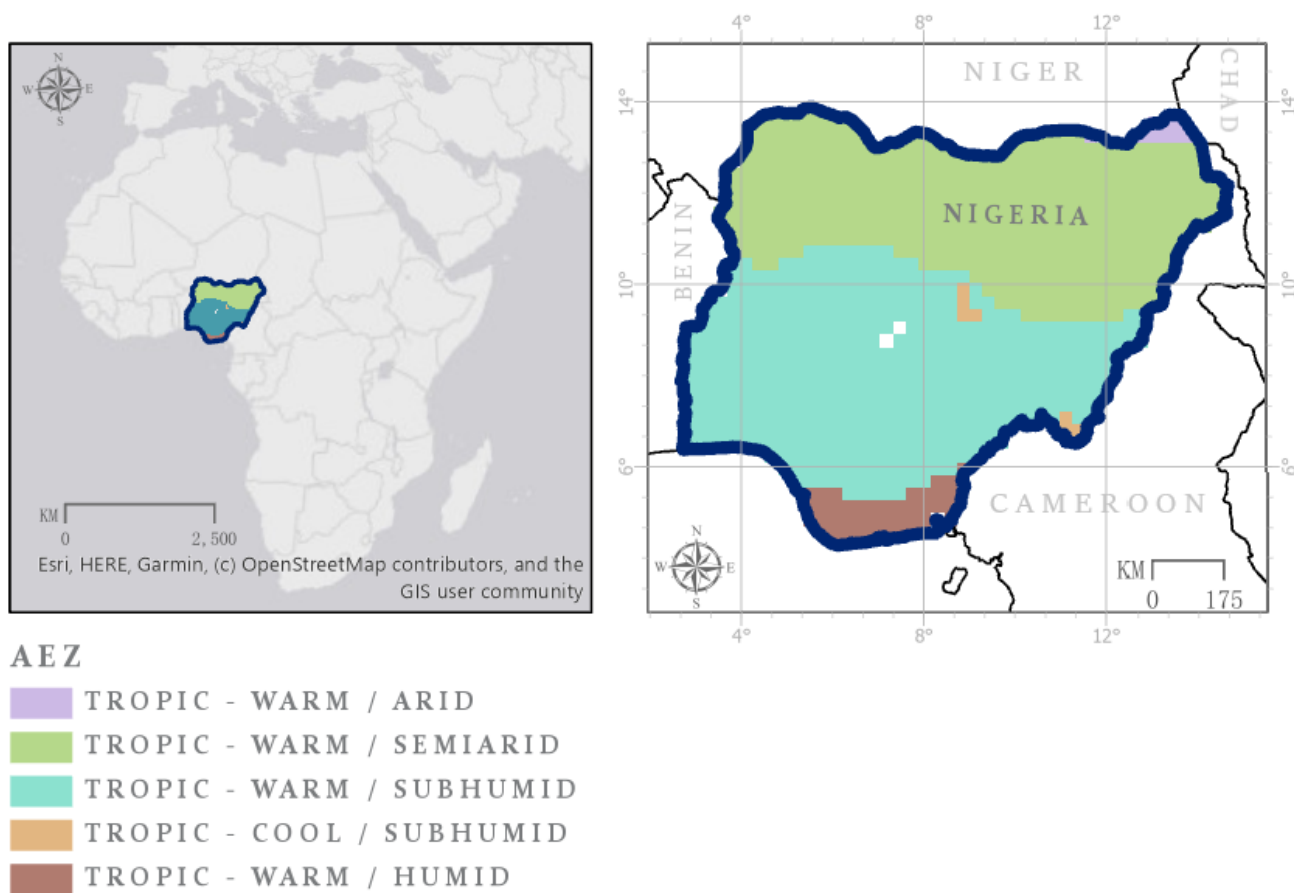 N
W E
S
KM
0 2,500
Esri, HERE, Garmin, (c) OpenStreetMap contributors, and the
GIS user community
4° 8° 12°
14°
14°
10°
10°
6°
6°
NIGER
CHAD
NIGERIA
BENIN
CAMEROON
N
W E
S
KM
0 175
4° 8° 12°
AEZ
TROPIC - WARM / ARID
TROPIC - WARM / SEMIARID
TROPIC - WARM / SUBHUMID
TROPIC - COOL / SUBHUMID
TROPIC - WARM / HUMID